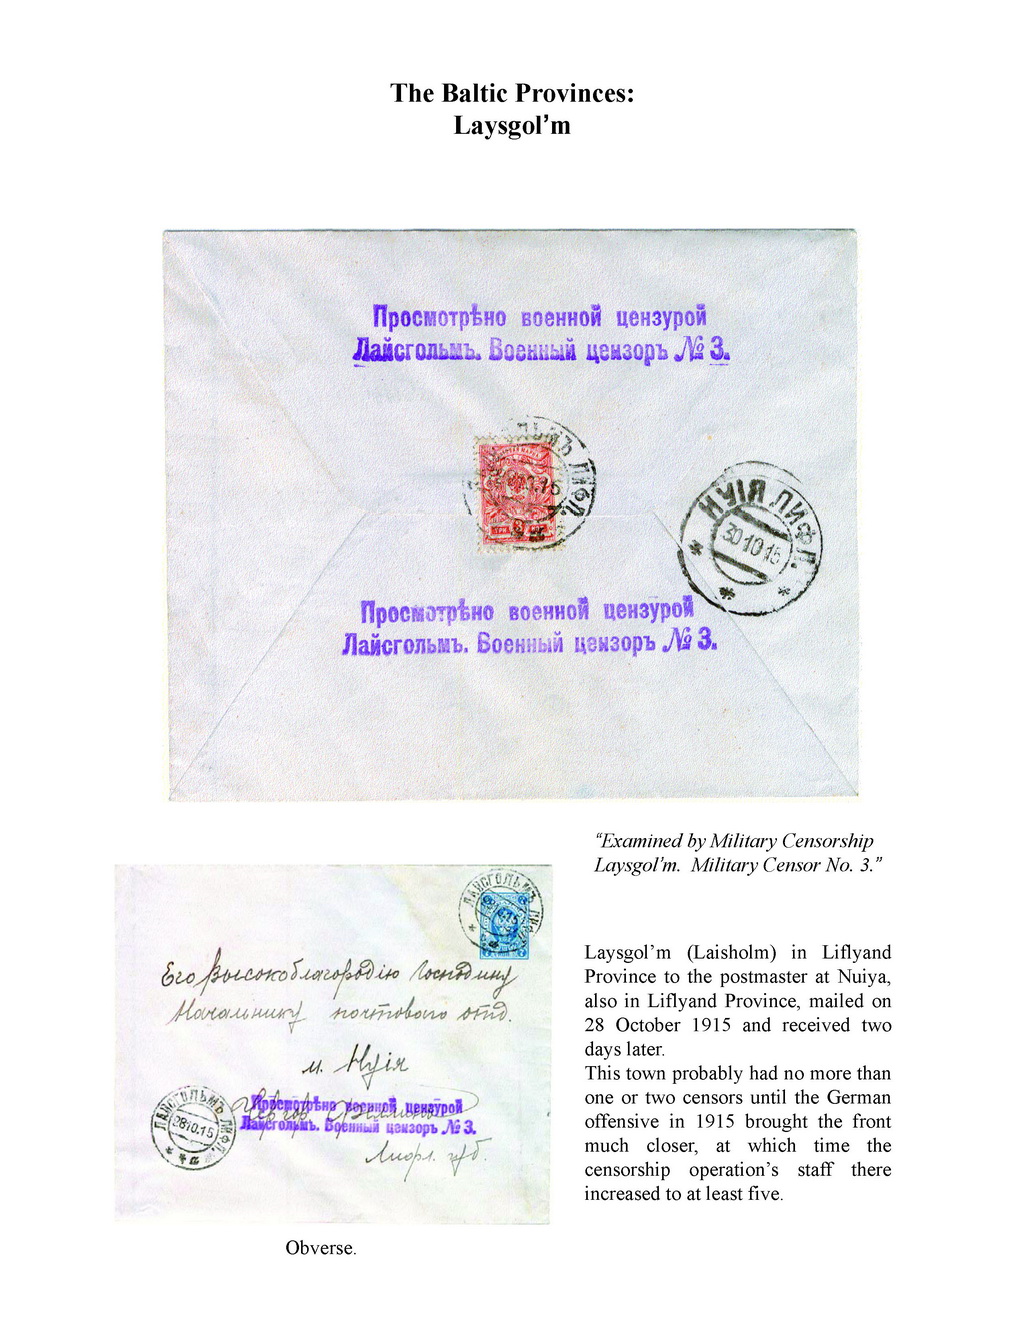 The Baltic Provinces:
Laysgol’m
Просмотрѣно военной цензурой
Лайсгольмъ. Военный цензоръ № 3.
ЛИФЛ.
НУІЯ ЛИФЛ.
30 10 15
Просмотрѣно военной цензурой
Лайсгольмъ. Военный цензоръ № 3.
“Examined by Military Censorship
Laysgol’m. Military Censor No. 3.”
ЛАЙСГОЛЬМЪ
Его Высокоблагородію Господину
Начальнику почтоваго отд.
м. Нуія
Просмотрѣно военной цензурой
Лайсгольмъ. Военный цензоръ № 3.
ЛАЙСГОЛЬМЪ ЛИФЛ.
28 10 15
Лифл. губ.
Obverse.
Laysgol’m (Laisholm) in Liflyand
Province to the postmaster at Nuiya,
also in Liflyand Province, mailed on
28 October 1915 and received two
days later.
This town probably had no more than
one or two censors until the German
offensive in 1915 brought the front
much closer, at which time the
censorship operation’s staff there
increased to at least five.